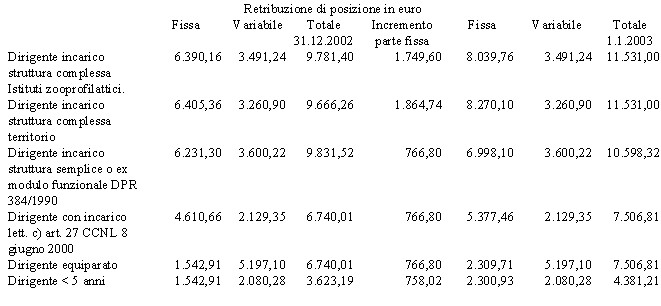 Retribuzione di posizione in euro
Fissa Variabile Totale Incremento Fissa Variabile Totale
31.12.2002 parte fissa 1.1.2003
Dirigente incarico 6.390,16 3.491,24 9.781,40 1.749,60 8.039,76 3.491,24 11.531,00
struttura complessa
Istituti zooprofilattici.
Dirigente incarico 6.405,36 3.260,90 9.666,26 1.864,74 8.270,10 3.260,90 11.531,00
struttura complessa
territorio
Dirigente incarico 6.231,30 3.600,22 9.831,52 766,80 6.998,10 3.600,22 10.598,32
struttura semplice o ex
modulo funzionale DPR
384/1990
Dirigente con incarico 4.610,66 2.129,35 6.740,01 766,80 5.377,46 2.129,35 7.506,81
lett. c) art. 27 CCNL 8
giugno 2000
Dirigente equiparato 1.542,91 5.197,10 6.740,01 766,80 2.309,71 5.197,10 7.506,81
Dirigente < 5 anni 1.542,91 2.080,28 3.623,19 758,02 2.300,93 2.080,28 4.381,21